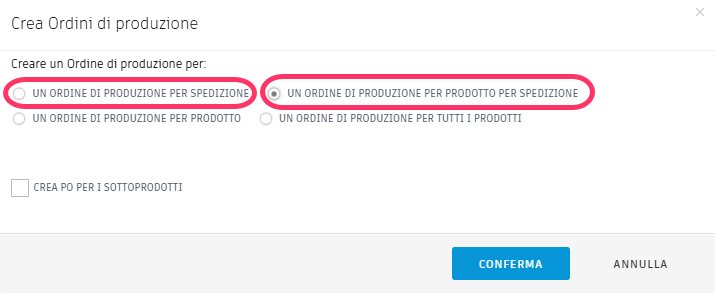 Crea Ordini di produzione
Creare un Ordine di produzione per:
UN ORDINE DI PRODUZIONE PER SPEDIZIONE UN ORDINE DI PRODUZIONE PER PRODOTTO PER SPEDIZIONE
UN ORDINE DI PRODUZIONE PER PRODOTTO UN ORDINE DI PRODUZIONE PER TUTTI I PRODOTTI
CREA PO PER I SOTTOPRODOTTI
CONFERMA ANNULLA